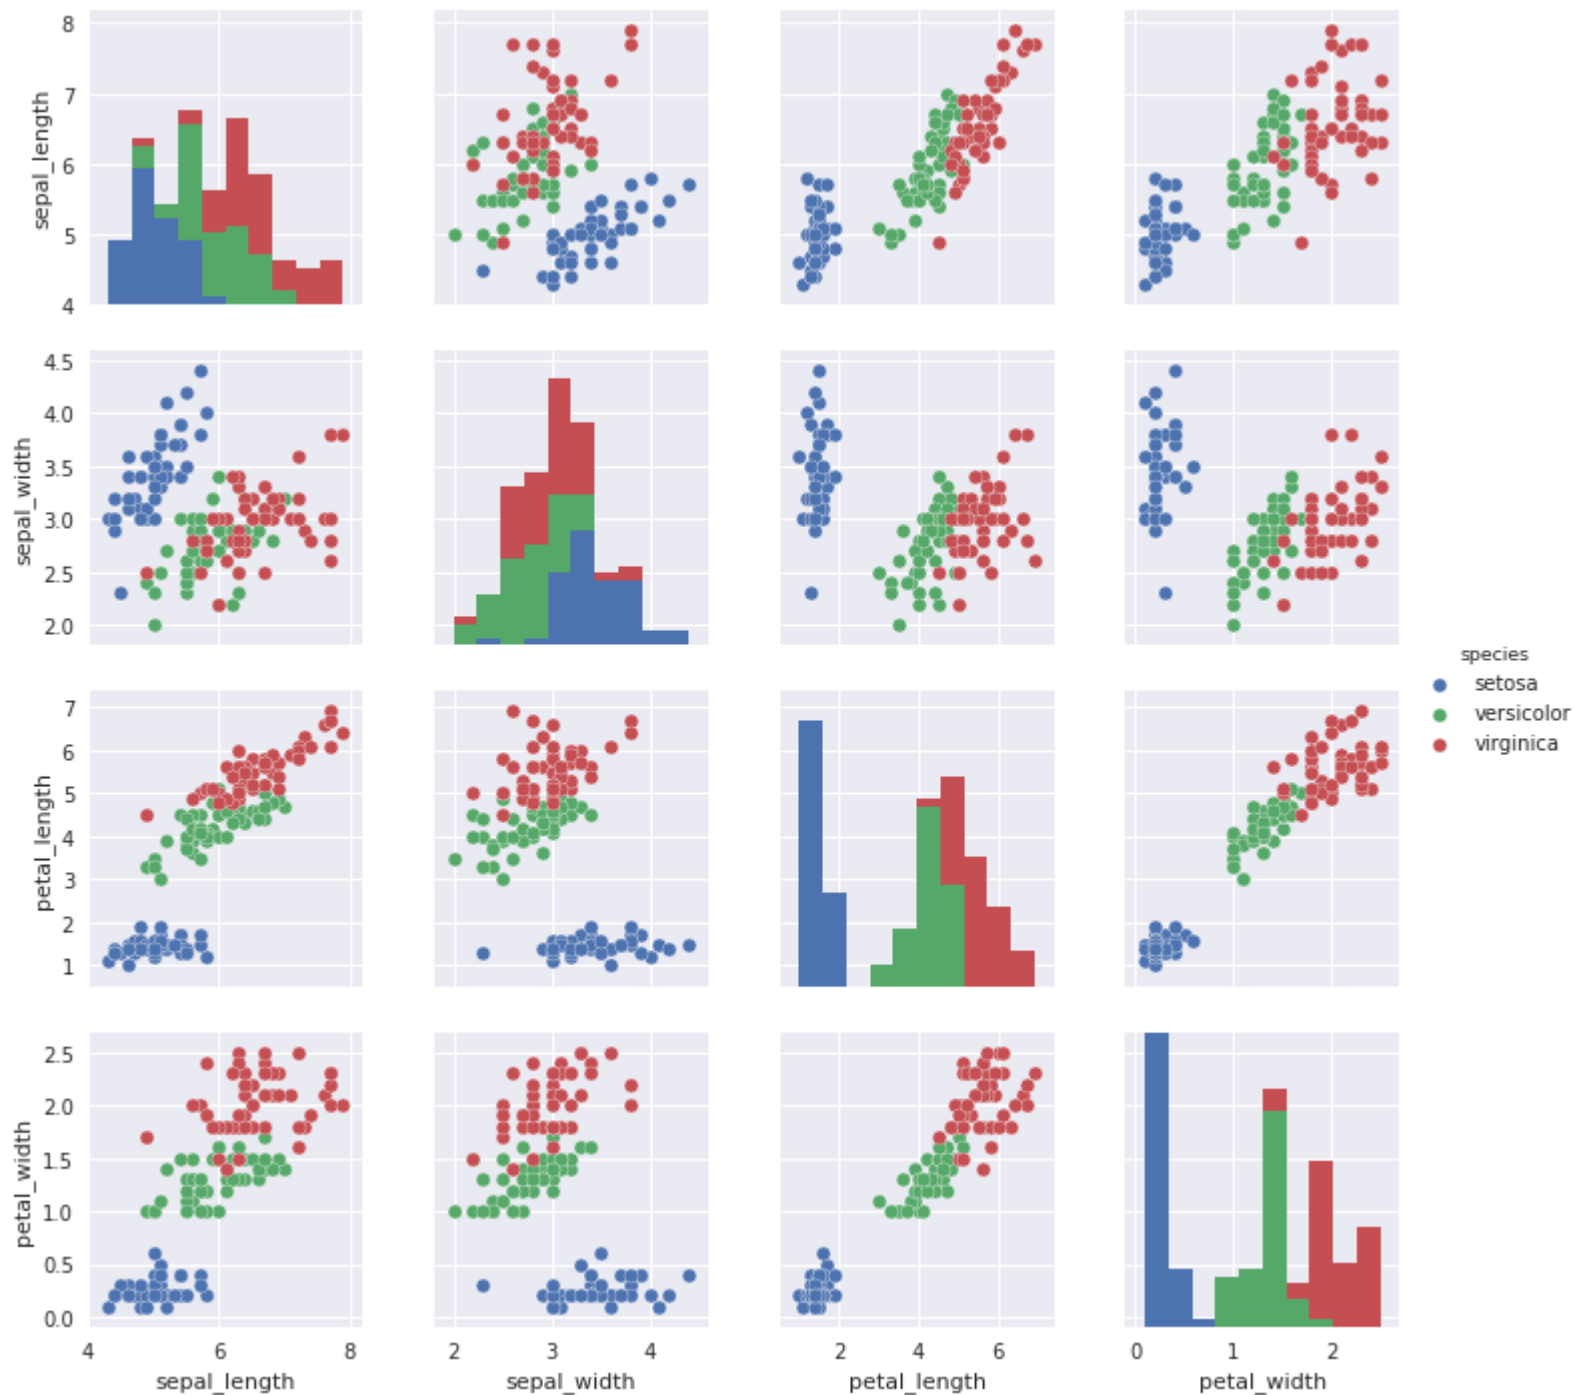 8
7
6
5
4
sepal_length
4.5
4.0
3.5
3.0
2.5
2.0
sepal_width
species
setosa
versicolor
virginica
7
6
5
4
3
2
1
petal_length
2.5
2.0
1.5
1.0
0.5
0.0
petal_width
4 6 8 2 3 4 2 4 6 0 1 2
sepal_length sepal_width petal_length petal_width